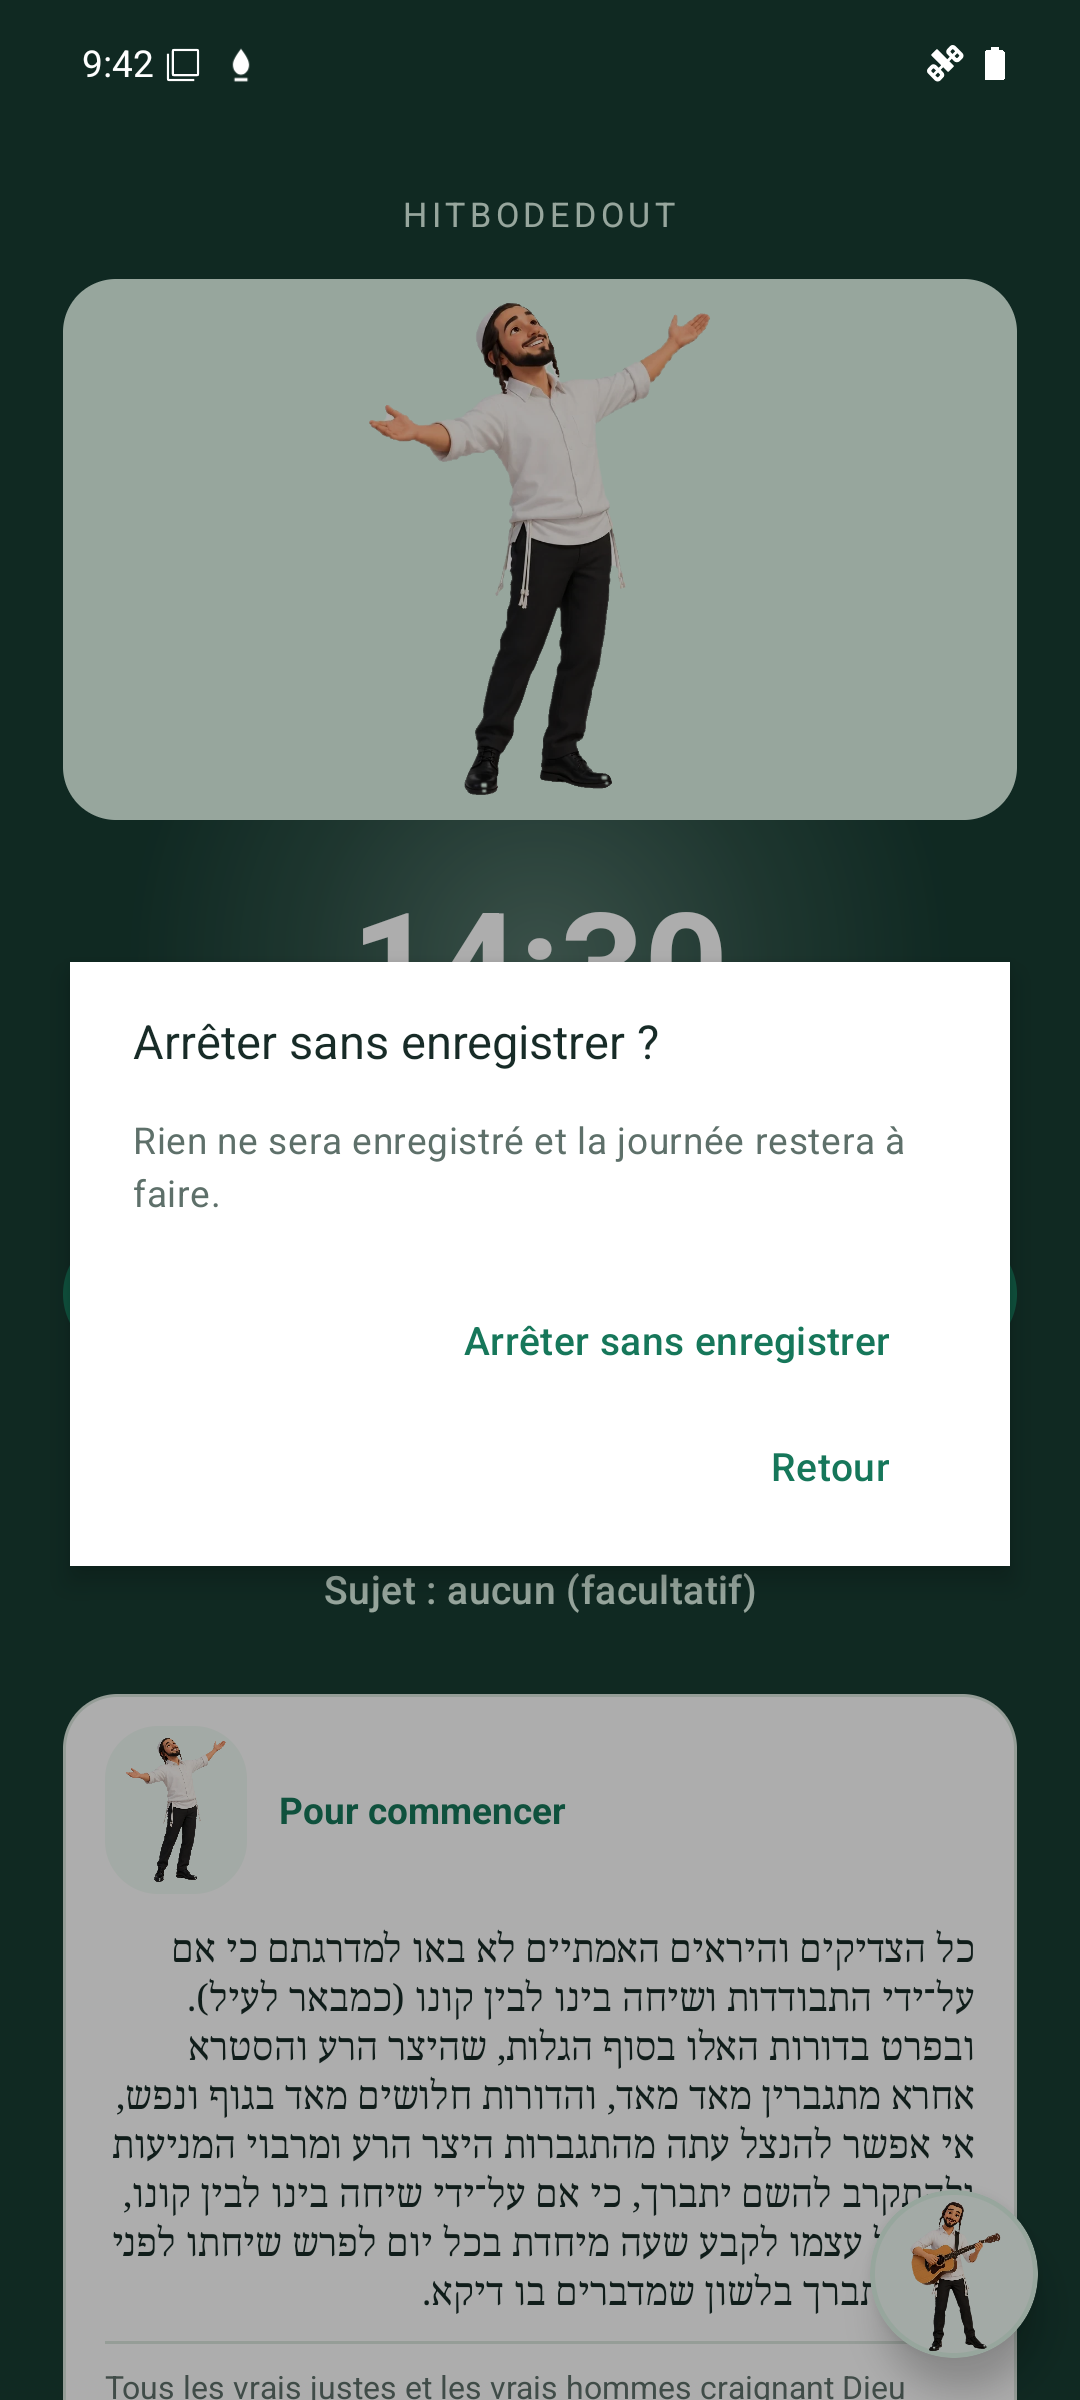 9:42
HITBODEDOUT
14:30
Arrêter sans enregistrer ?
Rien ne sera enregistré et la journée restera à
faire.
Arrêter sans enregistrer
Retour
Sujet : aucun (facultatif)
Pour commencer
כל הצדיקים והיראים האמתיים לא באו למדרגתם כי אם
על־ידי התבודדות ושיחה בינו לבין קונו (כמבאר לעיל).
ובפרט בדורות האלו בסוף הגלות, שהיצר הרע והסטרא
אחרא מתגברין מאד מאד, והדורות חלושים מאד בגוף ונפש,
אי אפשר להנצל עתה מהתגברות היצר הרע ומרבוי המניעות
ולהתקרב להשם יתברך, כי אם על־ידי שיחה בינו לבין קונו,
עצמו לקבע שעה מיחדת בכל יום לפרש שיחתו לפני
בלשון שמדברים בו דיקא.
Tous les vrais justes et les vrais hommes craignant Dieu